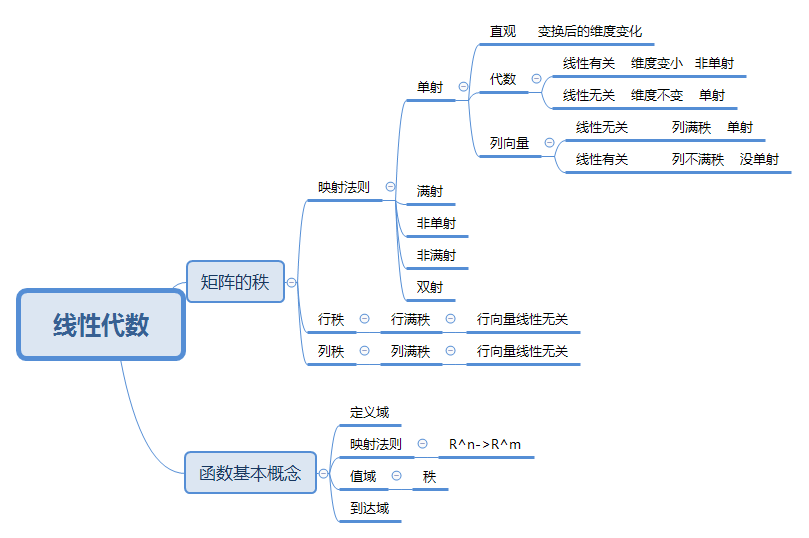 线性代数
矩阵的秩
映射法则
单射
直观 变换后的维度变化
代数
线性有关 维度变小 非单射
线性无关 维度不变 单射
列向量
线性无关 列满秩 单射
线性有关 列不满秩 没单射
满射
非单射
非满射
双射
行秩
行满秩
行向量线性无关
列秩
列满秩
行向量线性无关
函数基本概念
定义域
映射法则
R^n->R^m
值域
秩
到达域